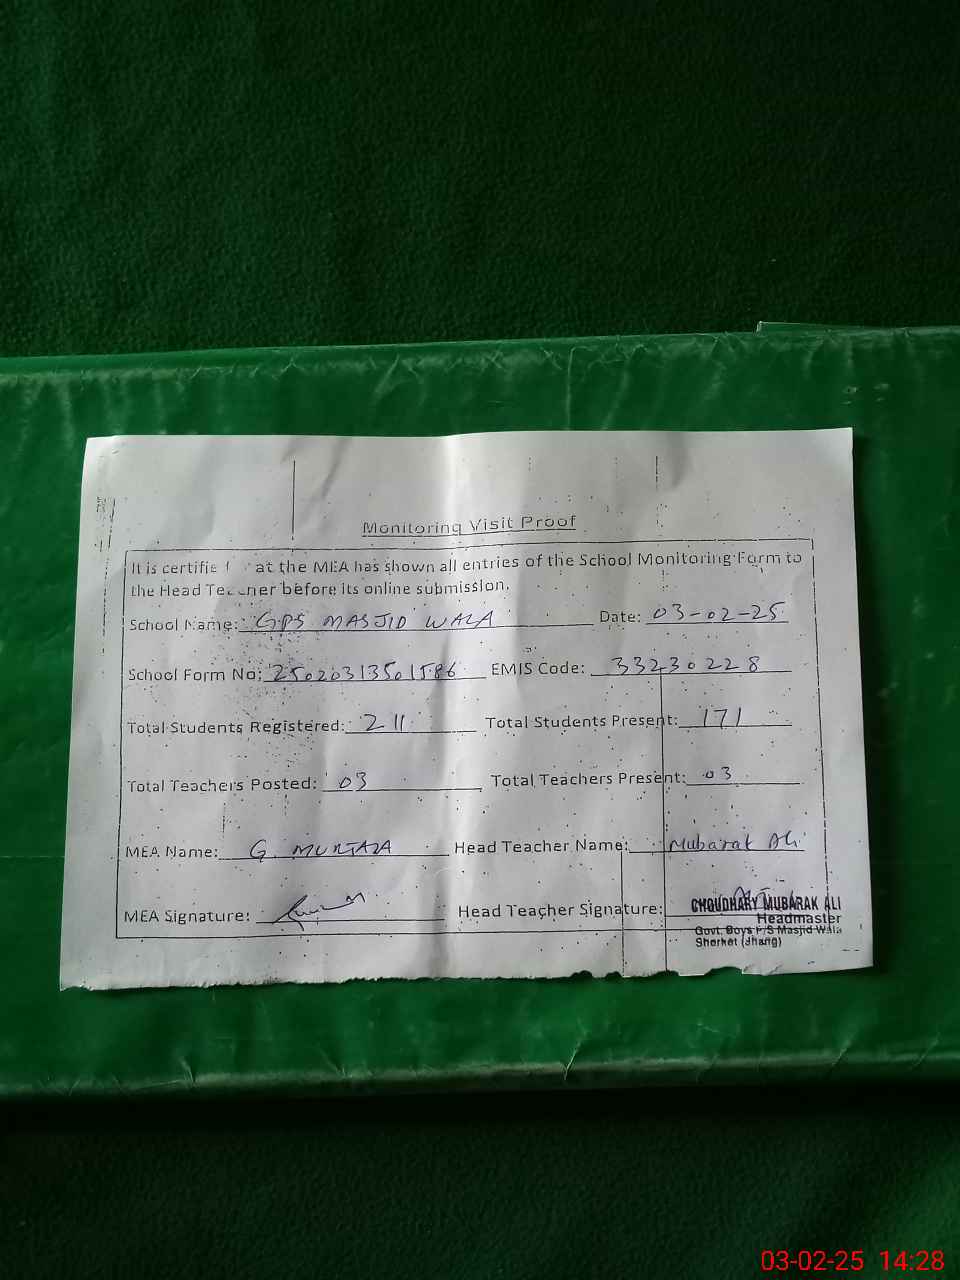 Monitoring Visit Proof
It is certifie at the MEA has shown all entries of the School Monitoring Form to
the Head Teacher before its online submission.
School Name: GPS MASJID WALA Date: 03-02-25
School Form No: 25020313501586 EMIS Code: 33230228
Total Students Registered: 211 Total Students Present: 171
Total Teachers Posted: 03 Total Teachers Present: 03
MEA Name: G. MURTAZA Head Teacher Name: Mubarak Ali
MEA Signature: Head Teacher Signature:
CHOUDHARY MUBARAK ALI
Headmaster
Govt. Boys P/S Masjid Wala
Shorkot (Jhang)
03-02-25 14:28